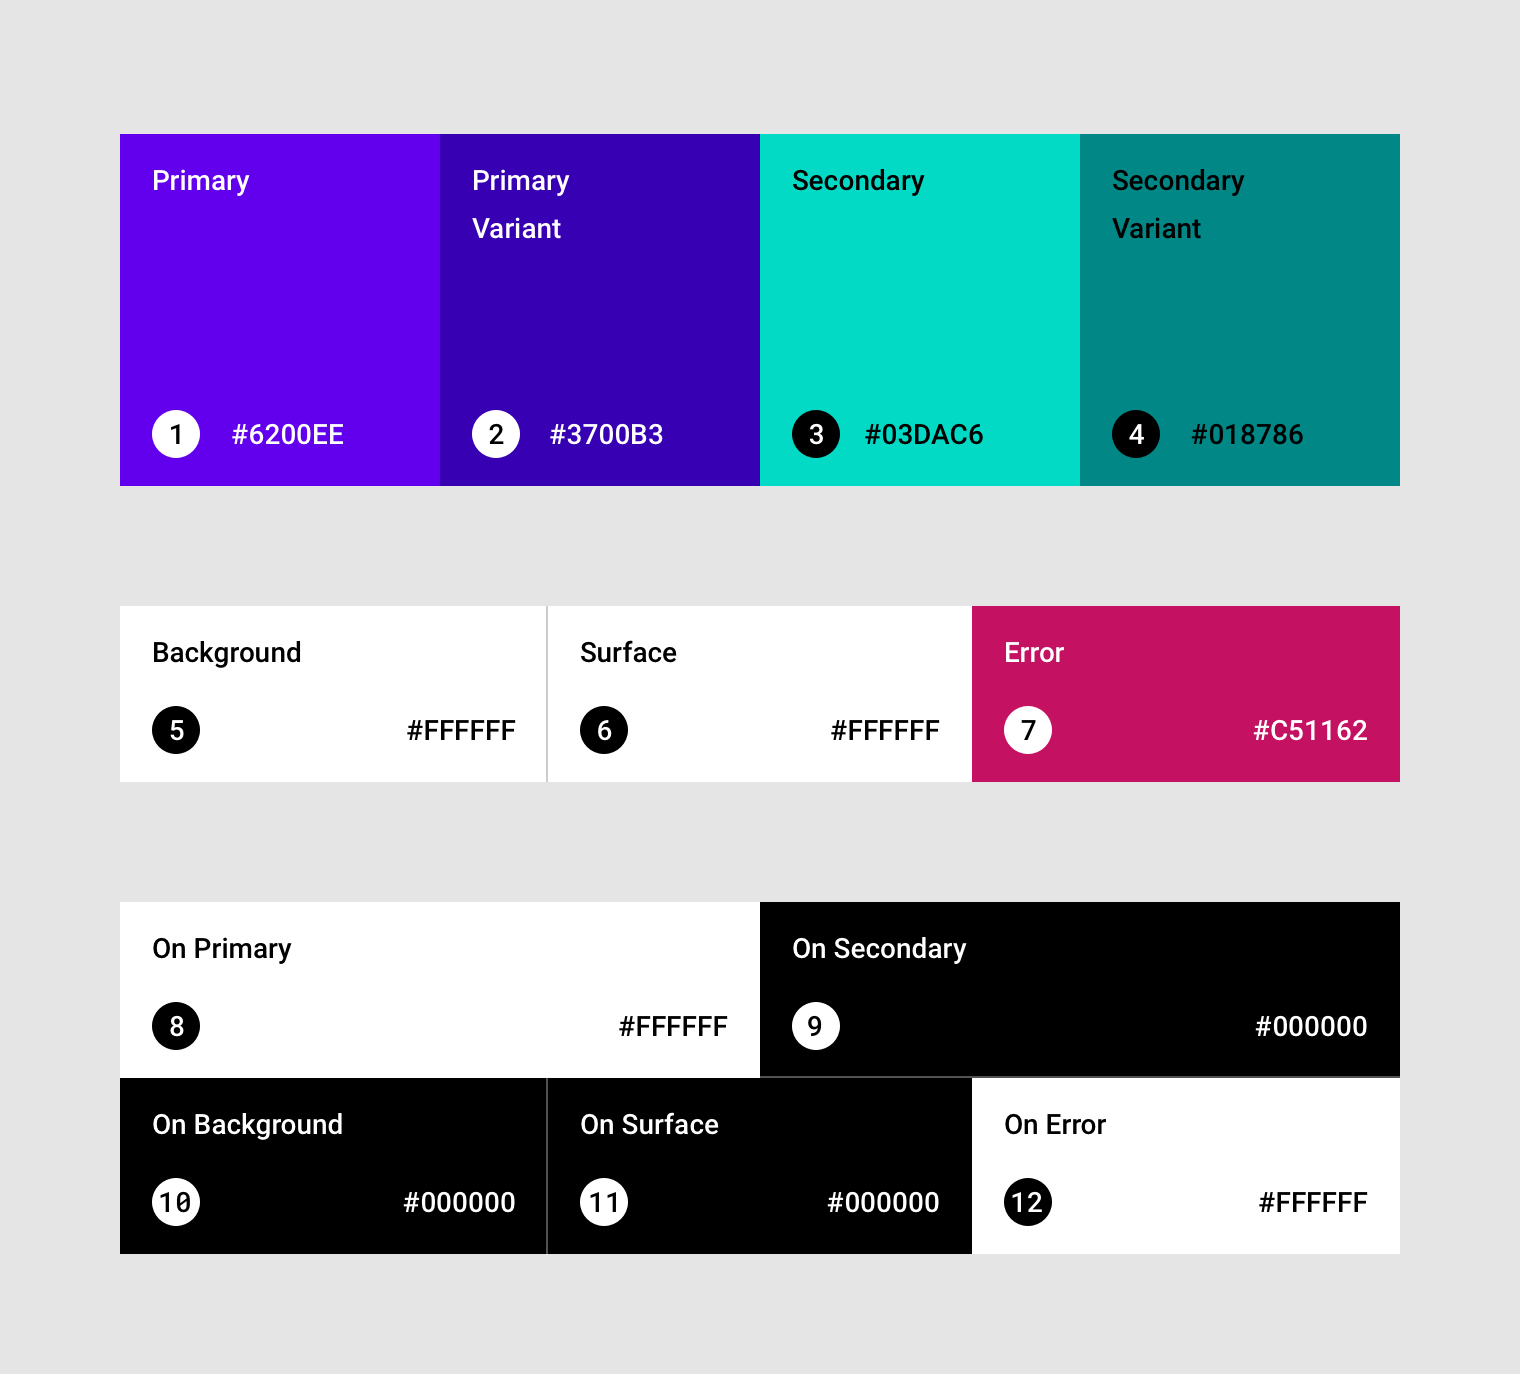 Primary
1 #6200EE
Primary
Variant
2 #3700B3
Secondary
3 #03DAC6
Secondary
Variant
4 #018786
Background
5 #FFFFFF
Surface
6 #FFFFFF
Error
7 #C51162
On Primary
8 #FFFFFF
On Secondary
9 #000000
On Background
10 #000000
On Surface
11 #000000
On Error
12 #FFFFFF